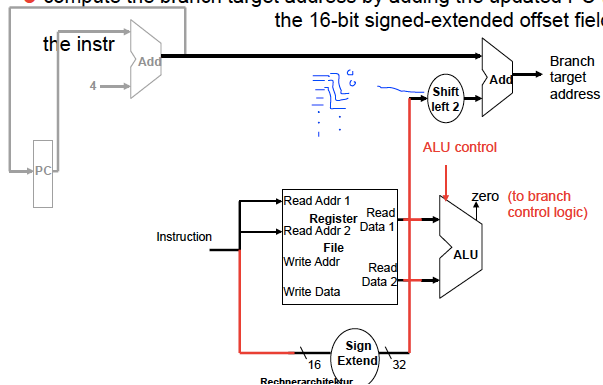 compute the branch target address by adding the updated PC
the 16-bit signed-extended offset field
the instr
Add
4
PC
Shift
left 2
Add
Branch
target
address
ALU control
zero (to branch
control logic)
Instruction
Read Addr 1
Register
Read
Data 1
Read Addr 2
File
Write Addr
Read
Data 2
Write Data
ALU
Sign
Extend
16
32
Rechnerarchitektur